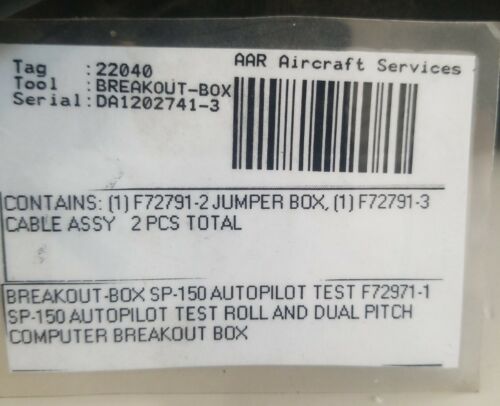 AAR Aircraft Services
Tag :22040
Tool :BREAKOUT-BOX
Serial:DA1202741-3
CONTAINS: (1) F72791-2 JUMPER BOX, (1) F72791-3
CABLE ASSY 2 PCS TOTAL
BREAKOUT-BOX SP-150 AUTOPILOT TEST F72971-1
SP-150 AUTOPILOT TEST ROLL AND DUAL PITCH
COMPUTER BREAKOUT BOX